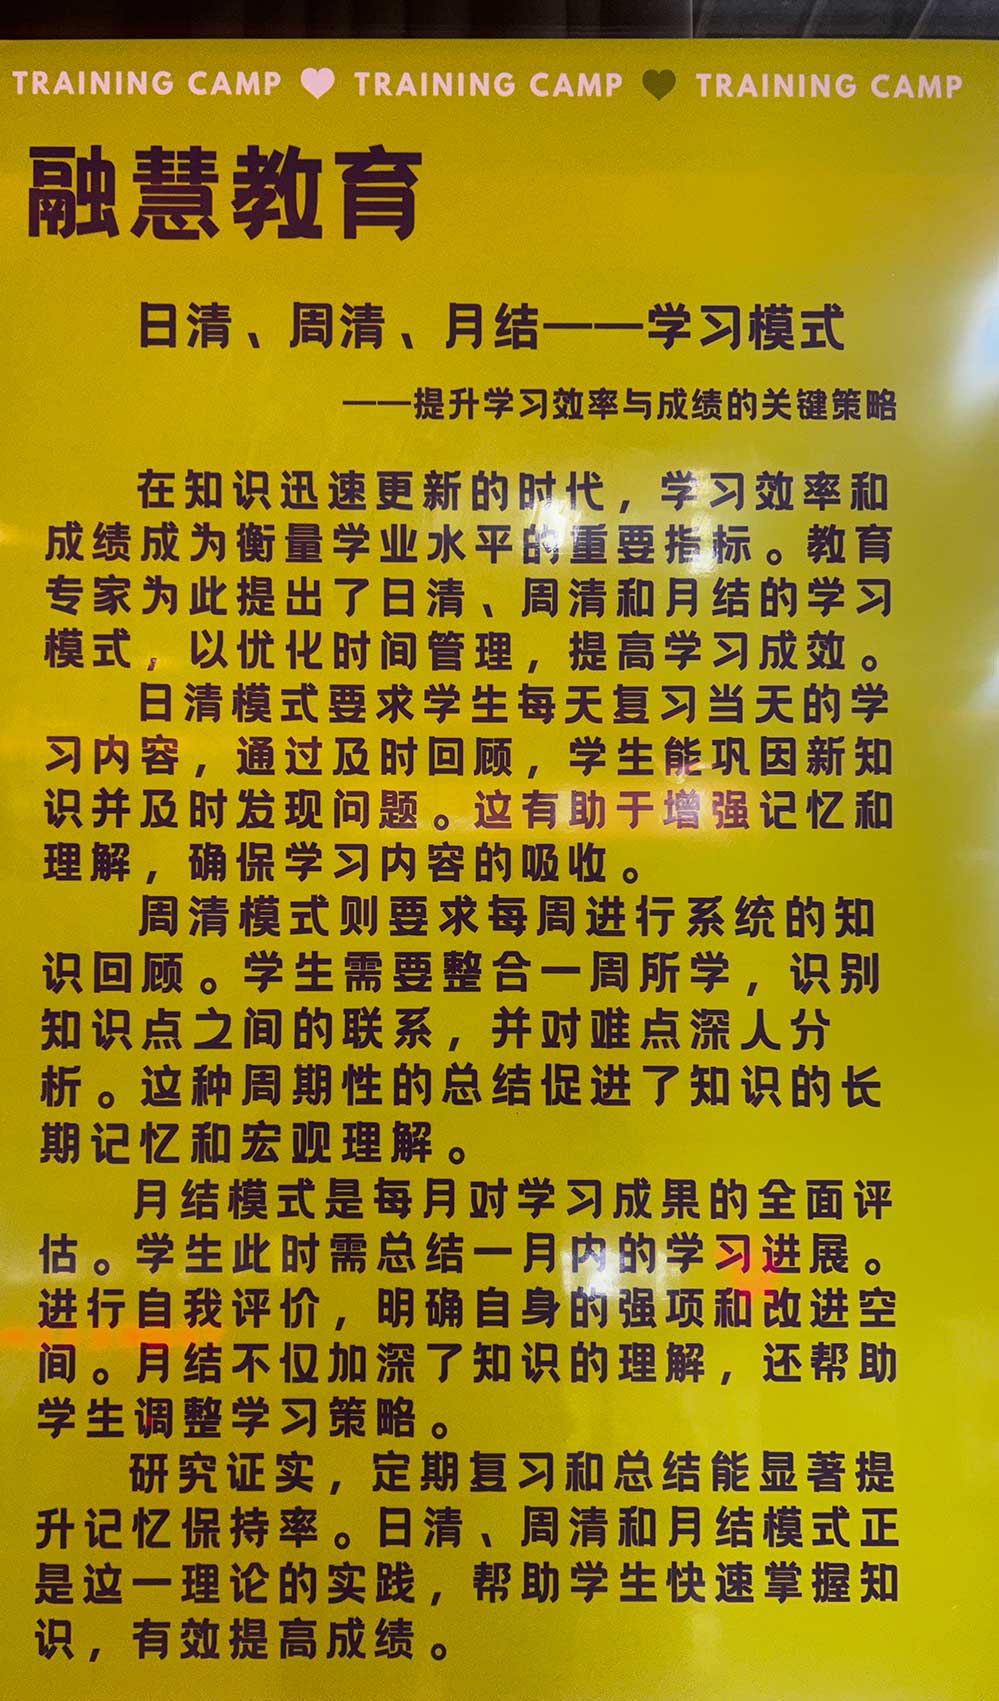 TRAINING CAMP TRAINING CAMP TRAINING CAMP
融慧教育
日清、周清、月结——学习模式
——提升学习效率与成绩的关键策略
在知识迅速更新的时代，学习效率和
成绩成为衡量学业水平的重要指标。教育
专家为此提出了日清、周清和月结的学习
模式，以优化时间管理，提高学习成效。
日清模式要求学生每天复习当天的学
习内容，通过及时回顾，学生能巩因新知
识并及时发现问题。这有助于增强记忆和
理解，确保学习内容的吸收。
周清模式则要求每周进行系统的知
识回顾。学生需要整合一周所学，识别
知识点之间的联系，并对难点深人分
析。这种周期性的总结促进了知识的长
期记忆和宏观理解。
月结模式是每月对学习成果的全面评
估。学生此时需总结一月内的学习进展。
进行自我评价，明确自身的强项和改进空
间。月结不仅加深了知识的理解，还帮助
学生调整学习策略。
研究证实，定期复习和总结能显著提
升记忆保持率。日清、周清和月结模式正
是这一理论的实践，帮助学生快速掌握知
识，有效提高成绩。